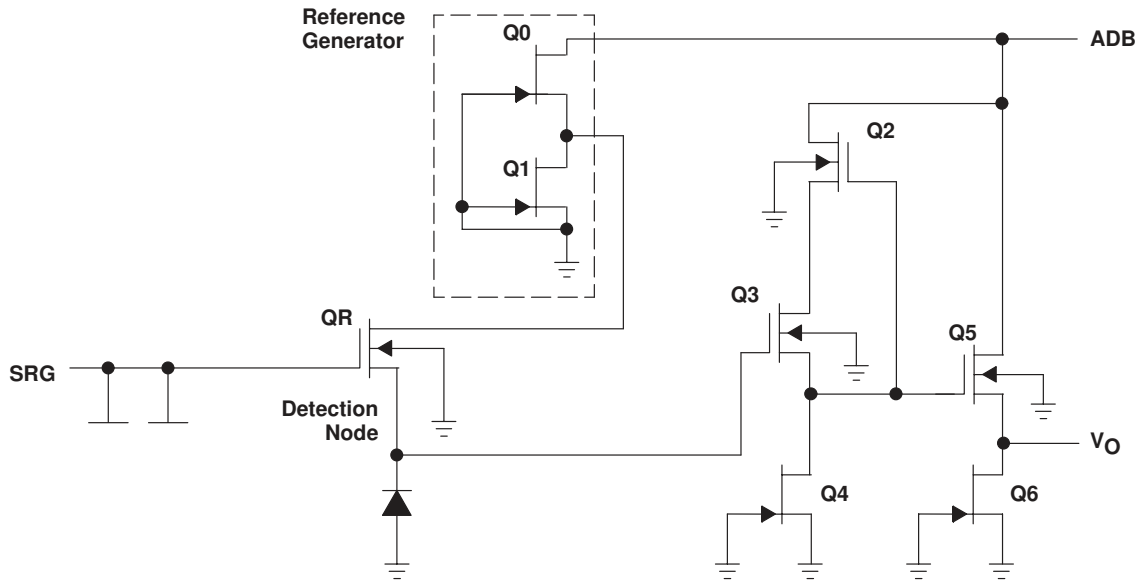 Reference
Generator
Q0
ADB
Q2
Q1
Q3
QR
Q5
SRG
Detection
Node
VO
Q4
Q6